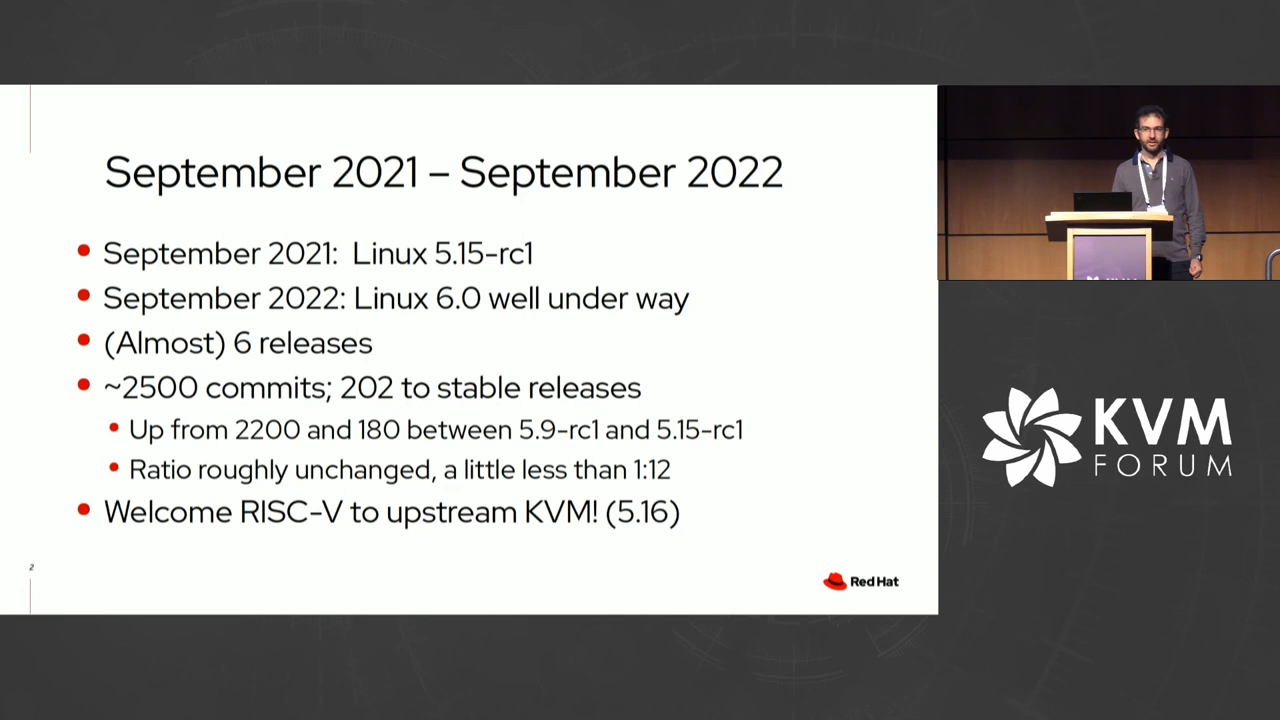 September 2021 – September 2022
September 2021: Linux 5.15-rc1
September 2022: Linux 6.0 well under way
(Almost) 6 releases
~2500 commits; 202 to stable releases
Up from 2200 and 180 between 5.9-rc1 and 5.15-rc1
Ratio roughly unchanged, a little less than 1:12
Welcome RISC-V to upstream KVM! (5.16)
2
Red Hat
KVM
FORUM